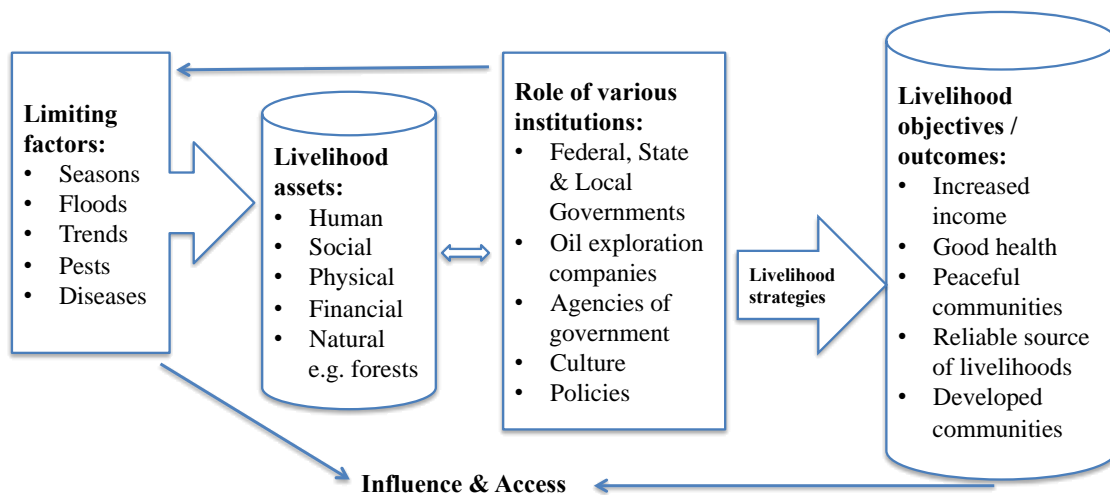 Limiting
factors:
• Seasons
• Floods
• Trends
• Pests
• Diseases
Livelihood
assets:
• Human
• Social
• Physical
• Financial
• Natural
e.g. forests
Role of various
institutions:
• Federal, State
& Local
Governments
• Oil exploration
companies
• Agencies of
government
• Culture
• Policies
Livelihood
strategies
Livelihood
objectives /
outcomes:
• Increased
income
• Good health
• Peaceful
communities
• Reliable source
of livelihoods
• Developed
communities
Influence & Access